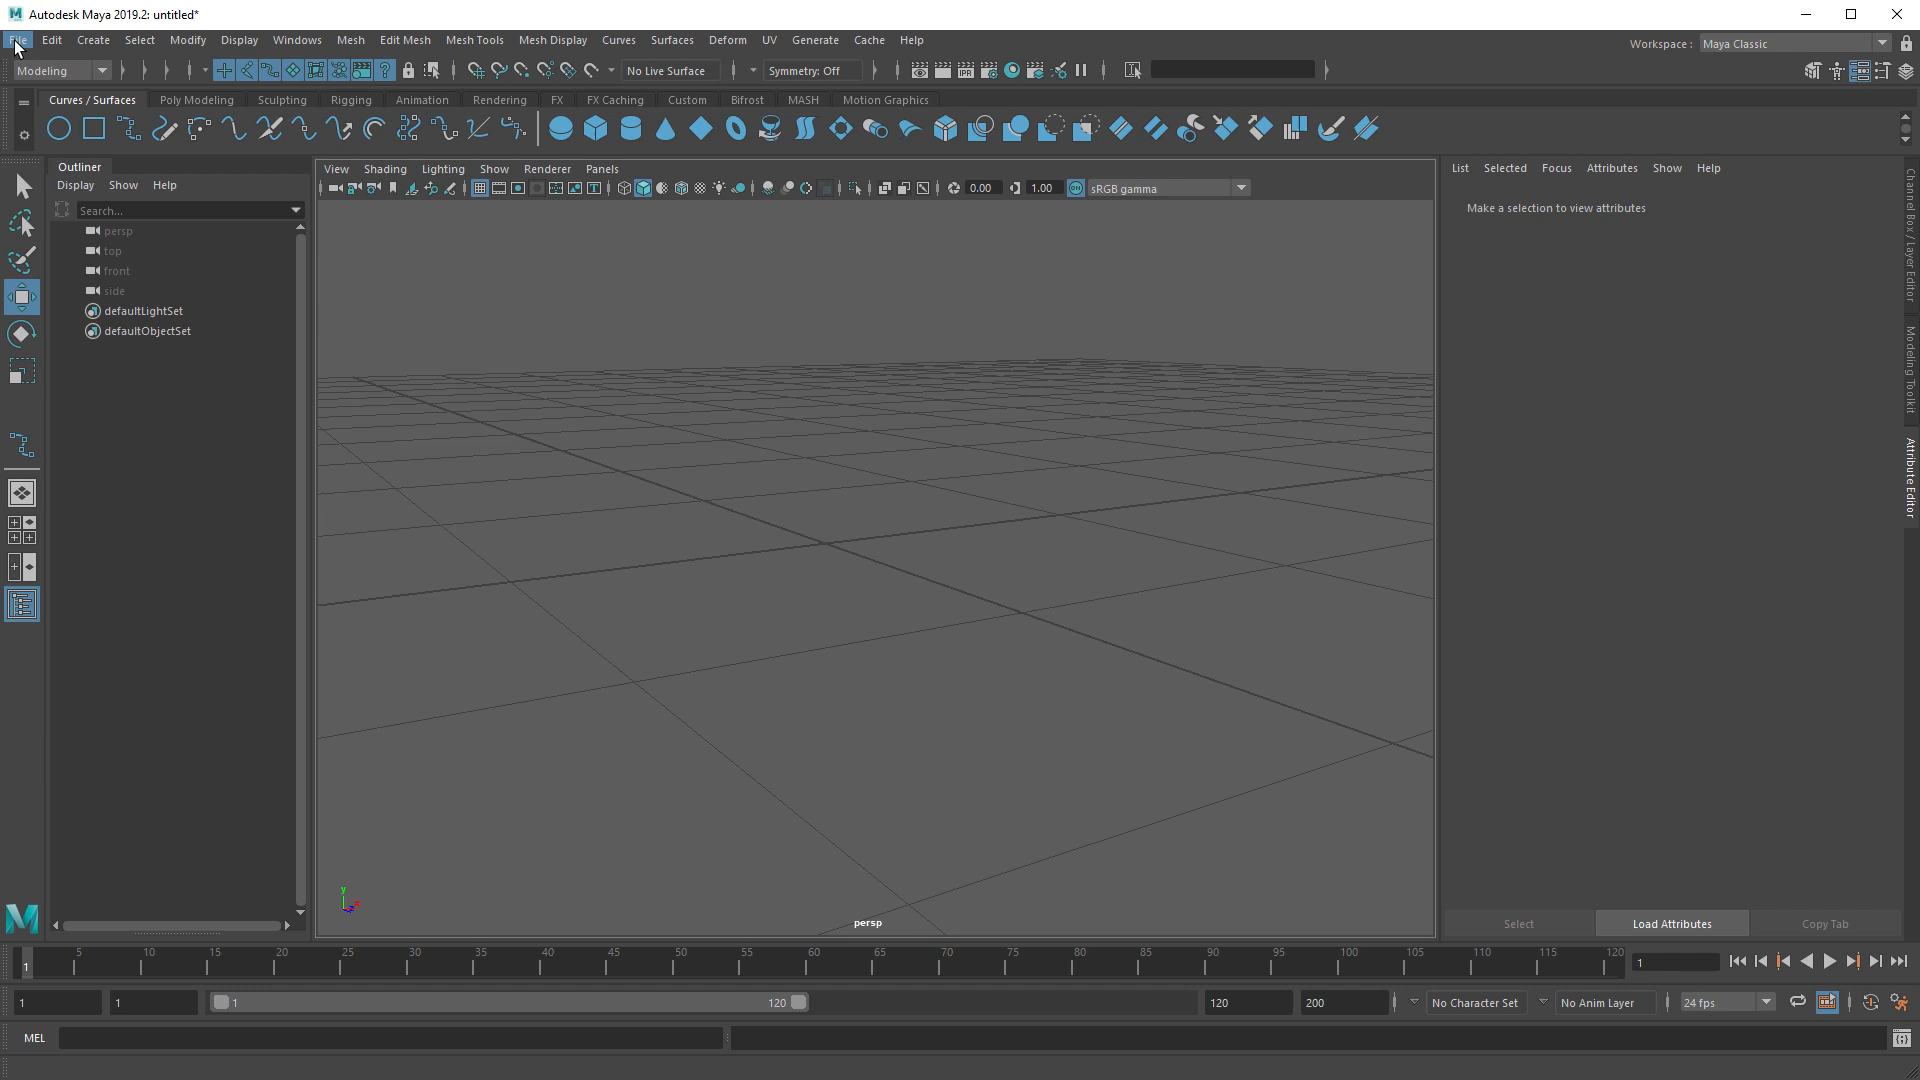 Autodesk Maya 2019.2: untitled*
File Edit Create Select Modify Display Windows Mesh Edit Mesh Mesh Tools Mesh Display Curves Surfaces Deform UV Generate Cache Help
Workspace : Maya Classic
Modeling No Live Surface Symmetry: Off
Curves / Surfaces Poly Modeling Sculpting Rigging Animation Rendering FX FX Caching Custom Bifrost MASH Motion Graphics
Outliner
Display Show Help
Search...
persp
top
front
side
defaultLightSet
defaultObjectSet
View Shading Lighting Show Renderer Panels
0.00 1.00 sRGB gamma
y
persp
List Selected Focus Attributes Show Help
Make a selection to view attributes
Select Load Attributes Copy Tab
Channel Box / Layer Editor
Modeling Toolkit
Attribute Editor
1 5 10 15 20 25 30 35 40 45 50 55 60 65 70 75 80 85 90 95 100 105 110 115 120 1
1 1 1 120 120 200 No Character Set No Anim Layer 24 fps
MEL